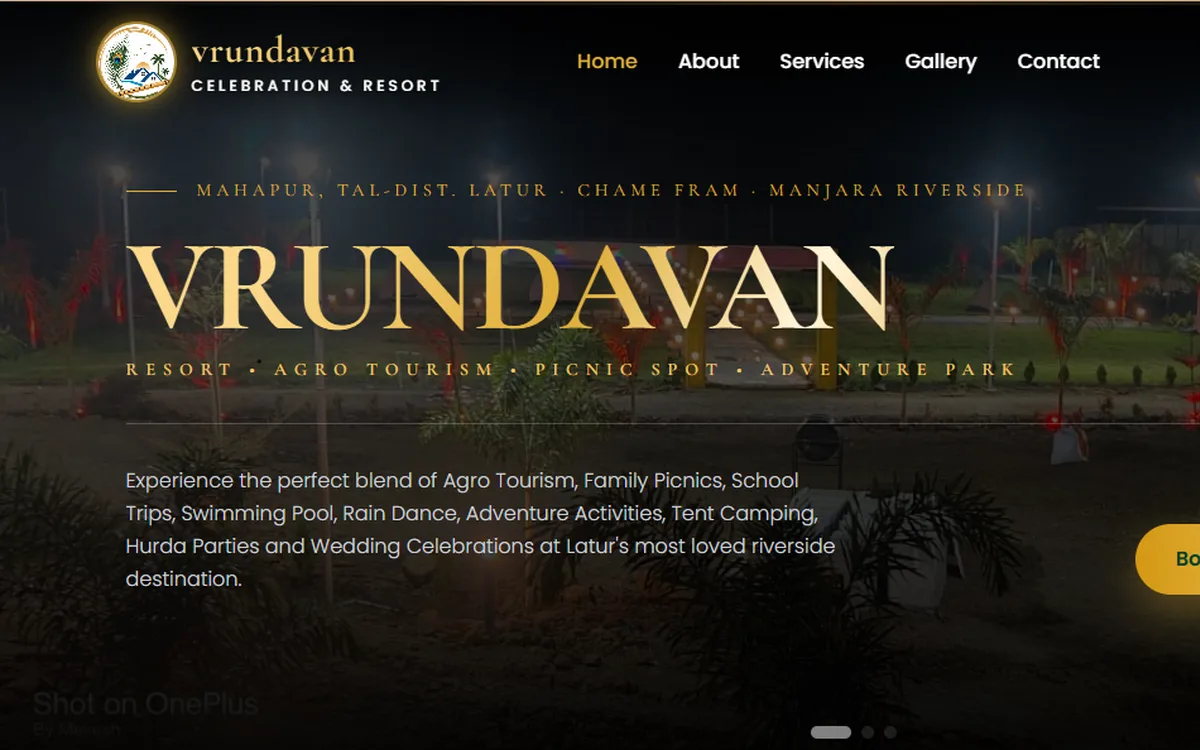 vrundavan
CELEBRATION & RESORT
Home About Services Gallery Contact
MAHAPUR, TAL-DIST. LATUR · CHAME FRAM · MANJARA RIVERSIDE
VRUNDAVAN
RESORT • AGRO TOURISM • PICNIC SPOT • ADVENTURE PARK
Experience the perfect blend of Agro Tourism, Family Picnics, School
Trips, Swimming Pool, Rain Dance, Adventure Activities, Tent Camping,
Hurda Parties and Wedding Celebrations at Latur's most loved riverside
destination.
Bo
Shot on OnePlus
By